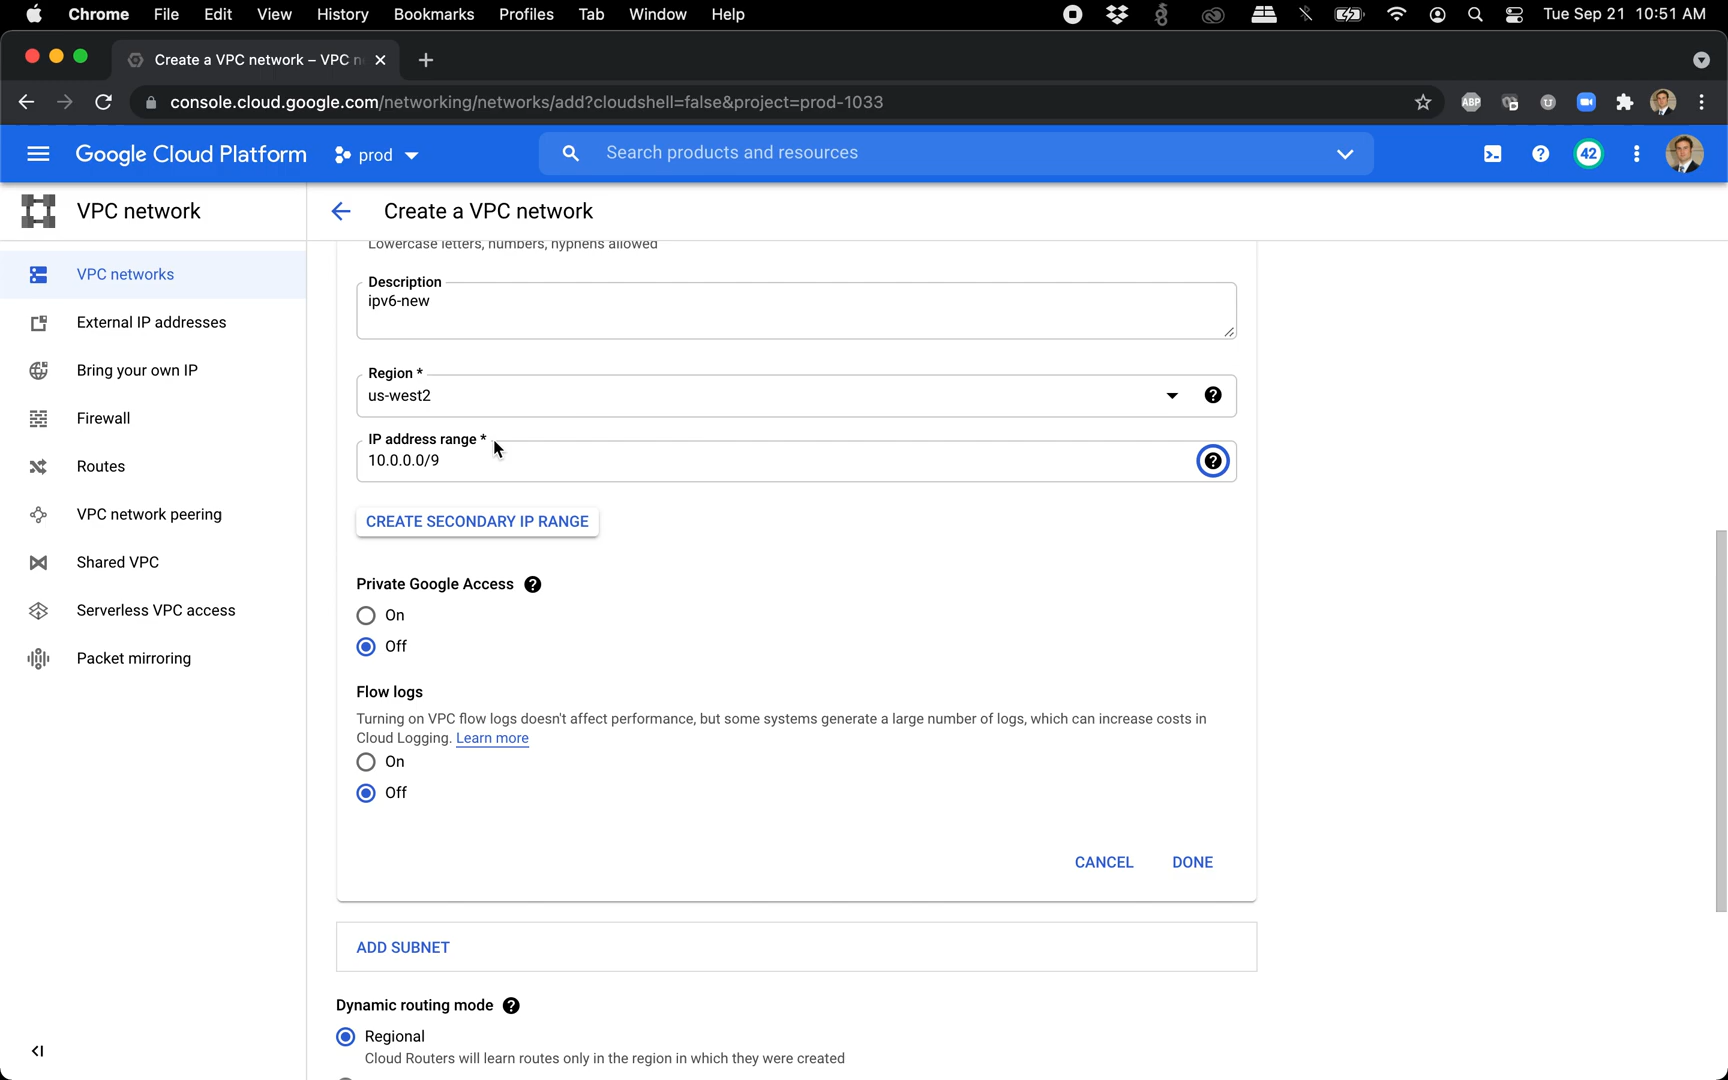 Chrome File Edit View History Bookmarks Profiles Tab Window Help Tue Sep 21 10:51 AM
Create a VPC network – VPC n
console.cloud.google.com/networking/networks/add?cloudshell=false&project=prod-1033 ABP
Google Cloud Platform prod Search products and resources 42
VPC network
Create a VPC network
VPC networks
External IP addresses
Bring your own IP
Firewall
Routes
VPC network peering
Shared VPC
Serverless VPC access
Packet mirroring
Lowercase letters, numbers, hyphens allowed
Description
ipv6-new
Region *
us-west2
IP address range *
10.0.0.0/9
CREATE SECONDARY IP RANGE
Private Google Access
On
Off
Flow logs
Turning on VPC flow logs doesn't affect performance, but some systems generate a large number of logs, which can increase costs in
Cloud Logging. Learn more
On
Off
CANCEL DONE
ADD SUBNET
Dynamic routing mode
Regional
Cloud Routers will learn routes only in the region in which they were created